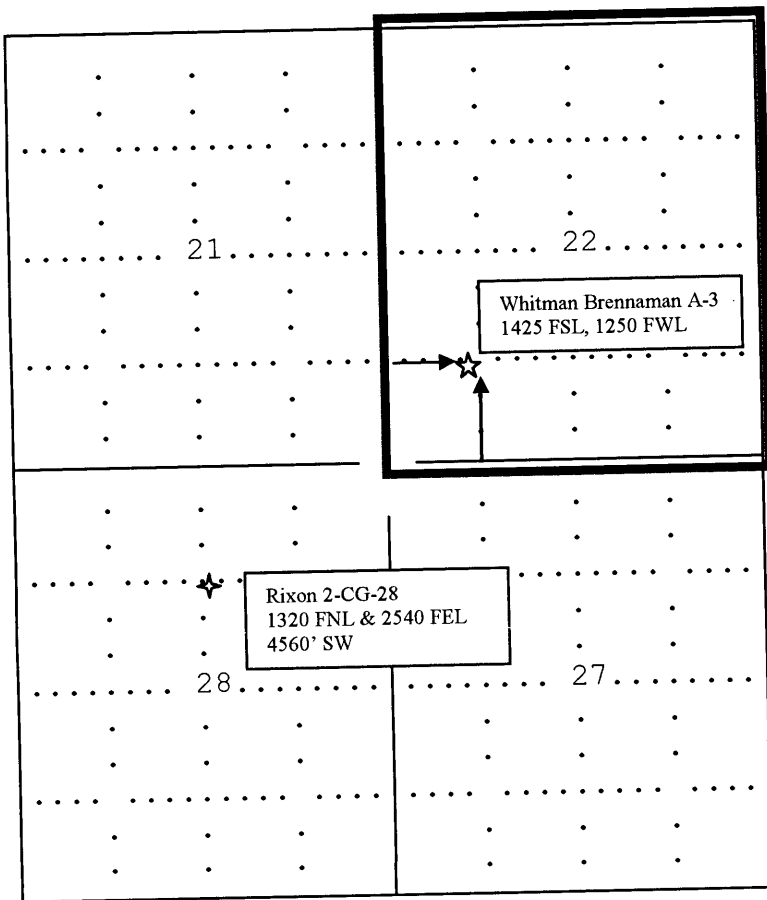 21
22
Whitman Brennaman A-3
1425 FSL, 1250 FWL
Rixon 2-CG-28
1320 FNL & 2540 FEL
4560’ SW
28
27